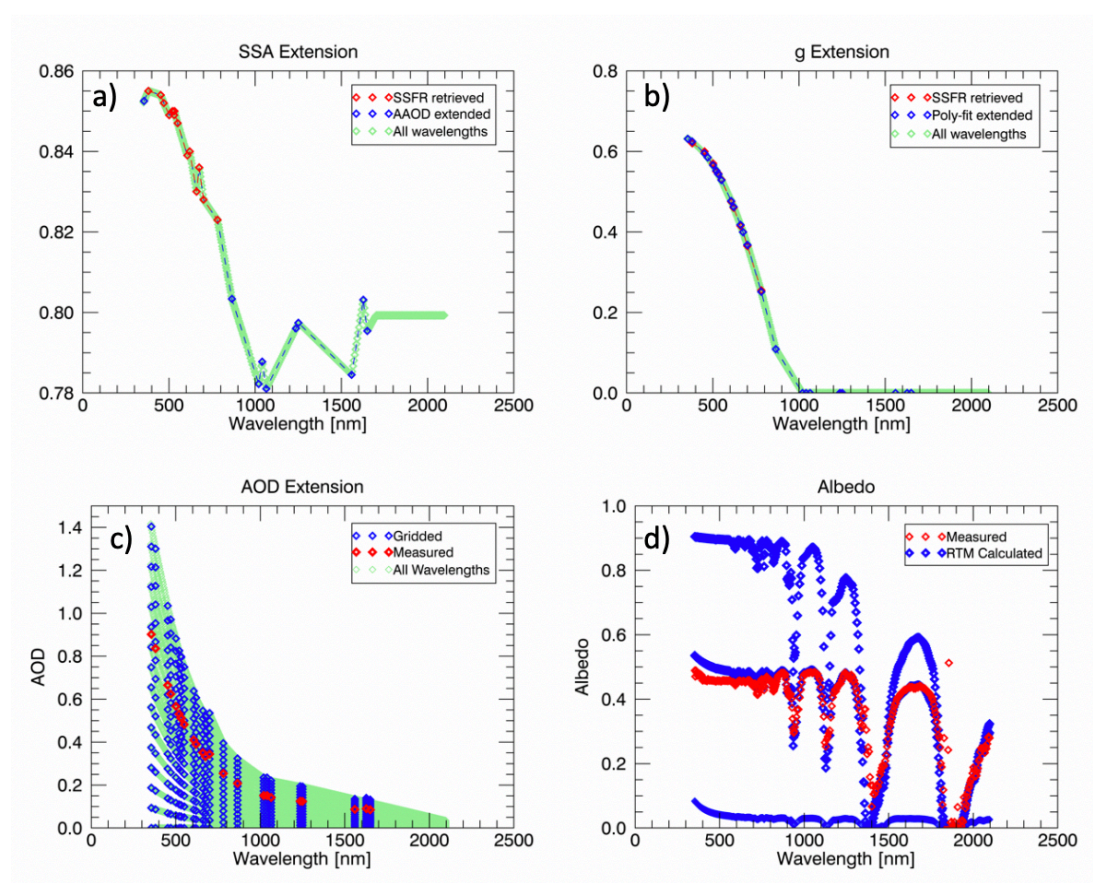 SSA Extension
a)
SSFR retrieved
AAOD extended
All wavelengths
0.86
0.84
0.82
0.80
0.78
0 500 1000 1500 2000 2500
Wavelength [nm]
g Extension
b)
SSFR retrieved
Poly-fit extended
All wavelengths
0.8
0.6
0.4
0.2
0.0
0 500 1000 1500 2000 2500
Wavelength [nm]
AOD Extension
c)
Gridded
Measured
All Wavelengths
AOD
1.4
1.2
1.0
0.8
0.6
0.4
0.2
0.0
0 500 1000 1500 2000 2500
Wavelength [nm]
Albedo
d)
Measured
RTM Calculated
Albedo
1.0
0.8
0.6
0.4
0.2
0.0
0 500 1000 1500 2000 2500
Wavelength [nm]